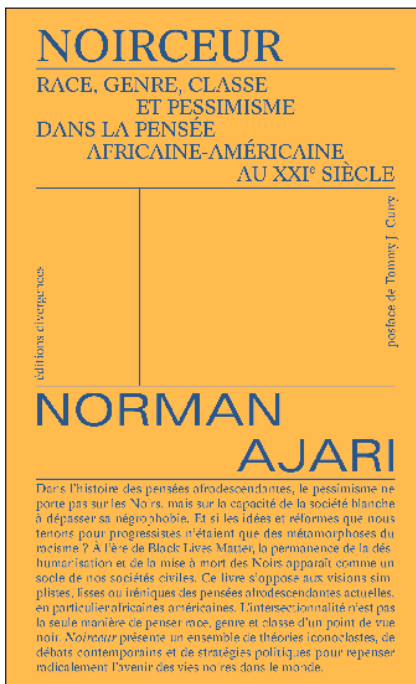 NOIRCEUR
RACE, GENRE, CLASSE
ET PESSIMISME
DANS LA PENSÉE
AFRICAINE-AMÉRICAINE
AU XXIe SIÈCLE
éditions divergences
posface de Tommy J. Curry
NORMAN
AJARI
Dans l'histoire des pensées afrodescendantes, le pessimisme ne
porte pas sur les Noirs, mais sur la capacité de la société blanche
à dépasser sa négrophobie. Et si les idées et réformes que nous
tenons pour progressistes n'étaient que des métamorphoses du
racisme ? À l'ère de Black Lives Matter, la permanence de la dés-
humanisation et de la mise à mort des Noirs apparaît comme un
socle de nos sociétés civiles. Ce livre s'oppose aux visions sim-
plistes, lisses ou iréniques des pensées afrodescendantes actuelles,
en particulier africaines américaines. L'intersectionnalité n'est pas
la seule manière de penser race, genre et classe d'un point de vue
noir. Noirceur présente un ensemble de théories iconoclastes, de
débats contemporains et de stratégies politiques pour repenser
radicalement l'avenir des vies noires dans le monde.